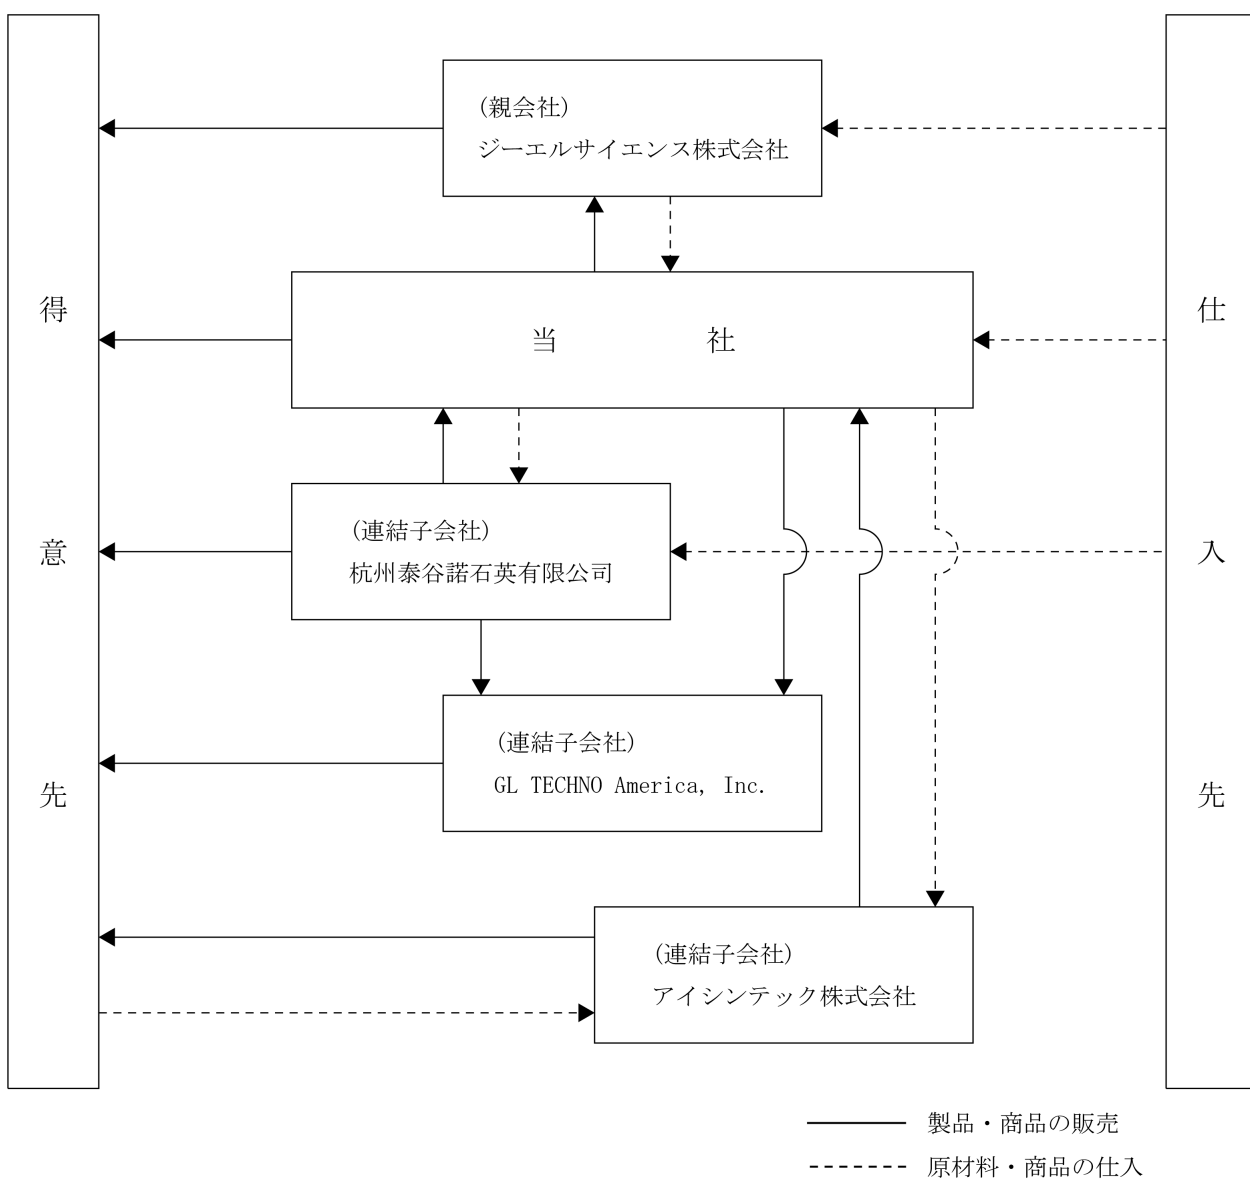 得意先
(親会社)
ジーエルサイエンス株式会社
当社
(連結子会社)
杭州泰谷諾石英有限公司
(連結子会社)
GL TECHNO America, Inc.
(連結子会社)
アイシンテック株式会社
仕入先
製品・商品の販売
原材料・商品の仕入